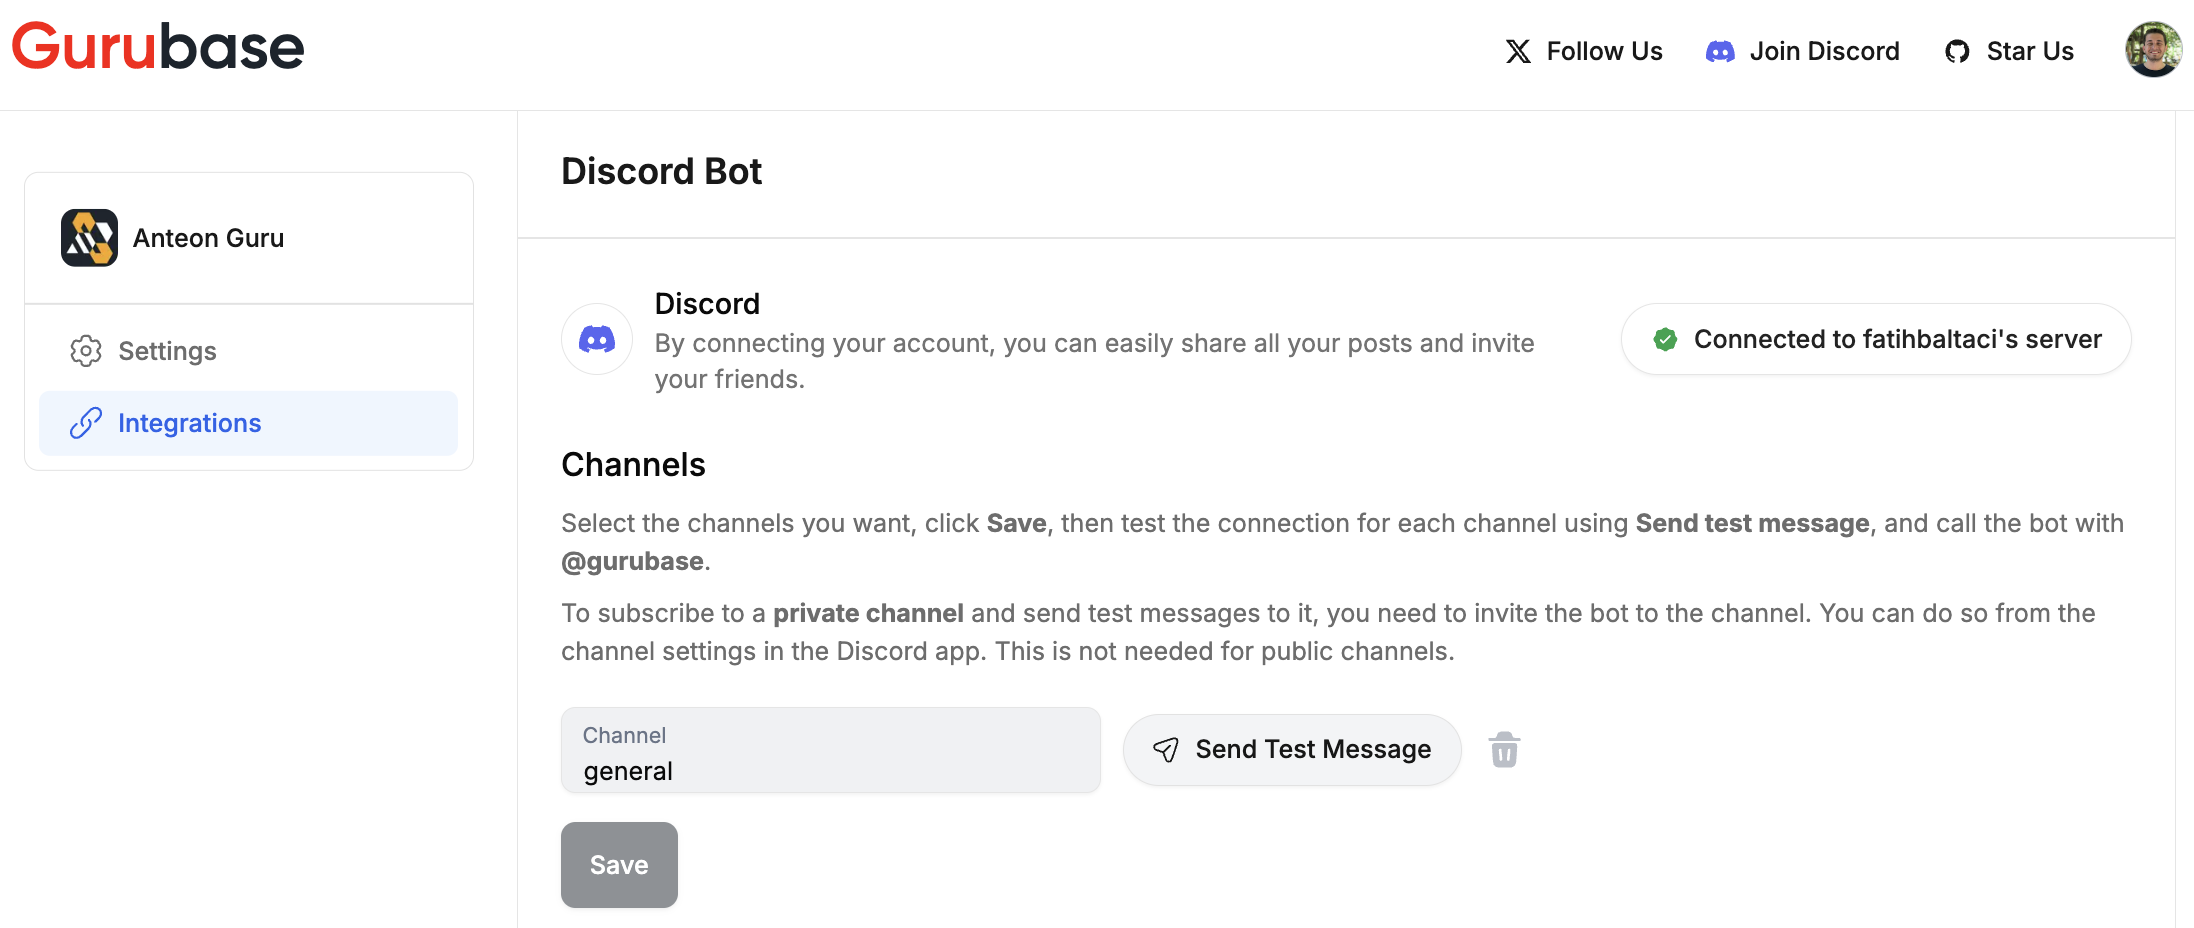 Gurubase
Follow Us
Join Discord
Star Us
Anteon Guru
Settings
Integrations
Discord Bot
Discord
By connecting your account, you can easily share all your posts and invite
your friends.
Connected to fatihbaltaci's server
Channels
Select the channels you want, click Save, then test the connection for each channel using Send test message, and call the bot with
@gurubase.
To subscribe to a private channel and send test messages to it, you need to invite the bot to the channel. You can do so from the
channel settings in the Discord app. This is not needed for public channels.
Channel
general
Send Test Message
Save